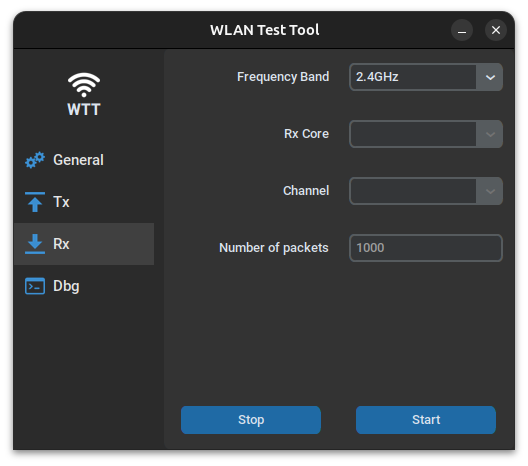 WLAN Test Tool
WTT
General
Tx
Rx
Dbg
Frequency Band
2.4GHz
Rx Core
Channel
Number of packets
1000
Stop
Start